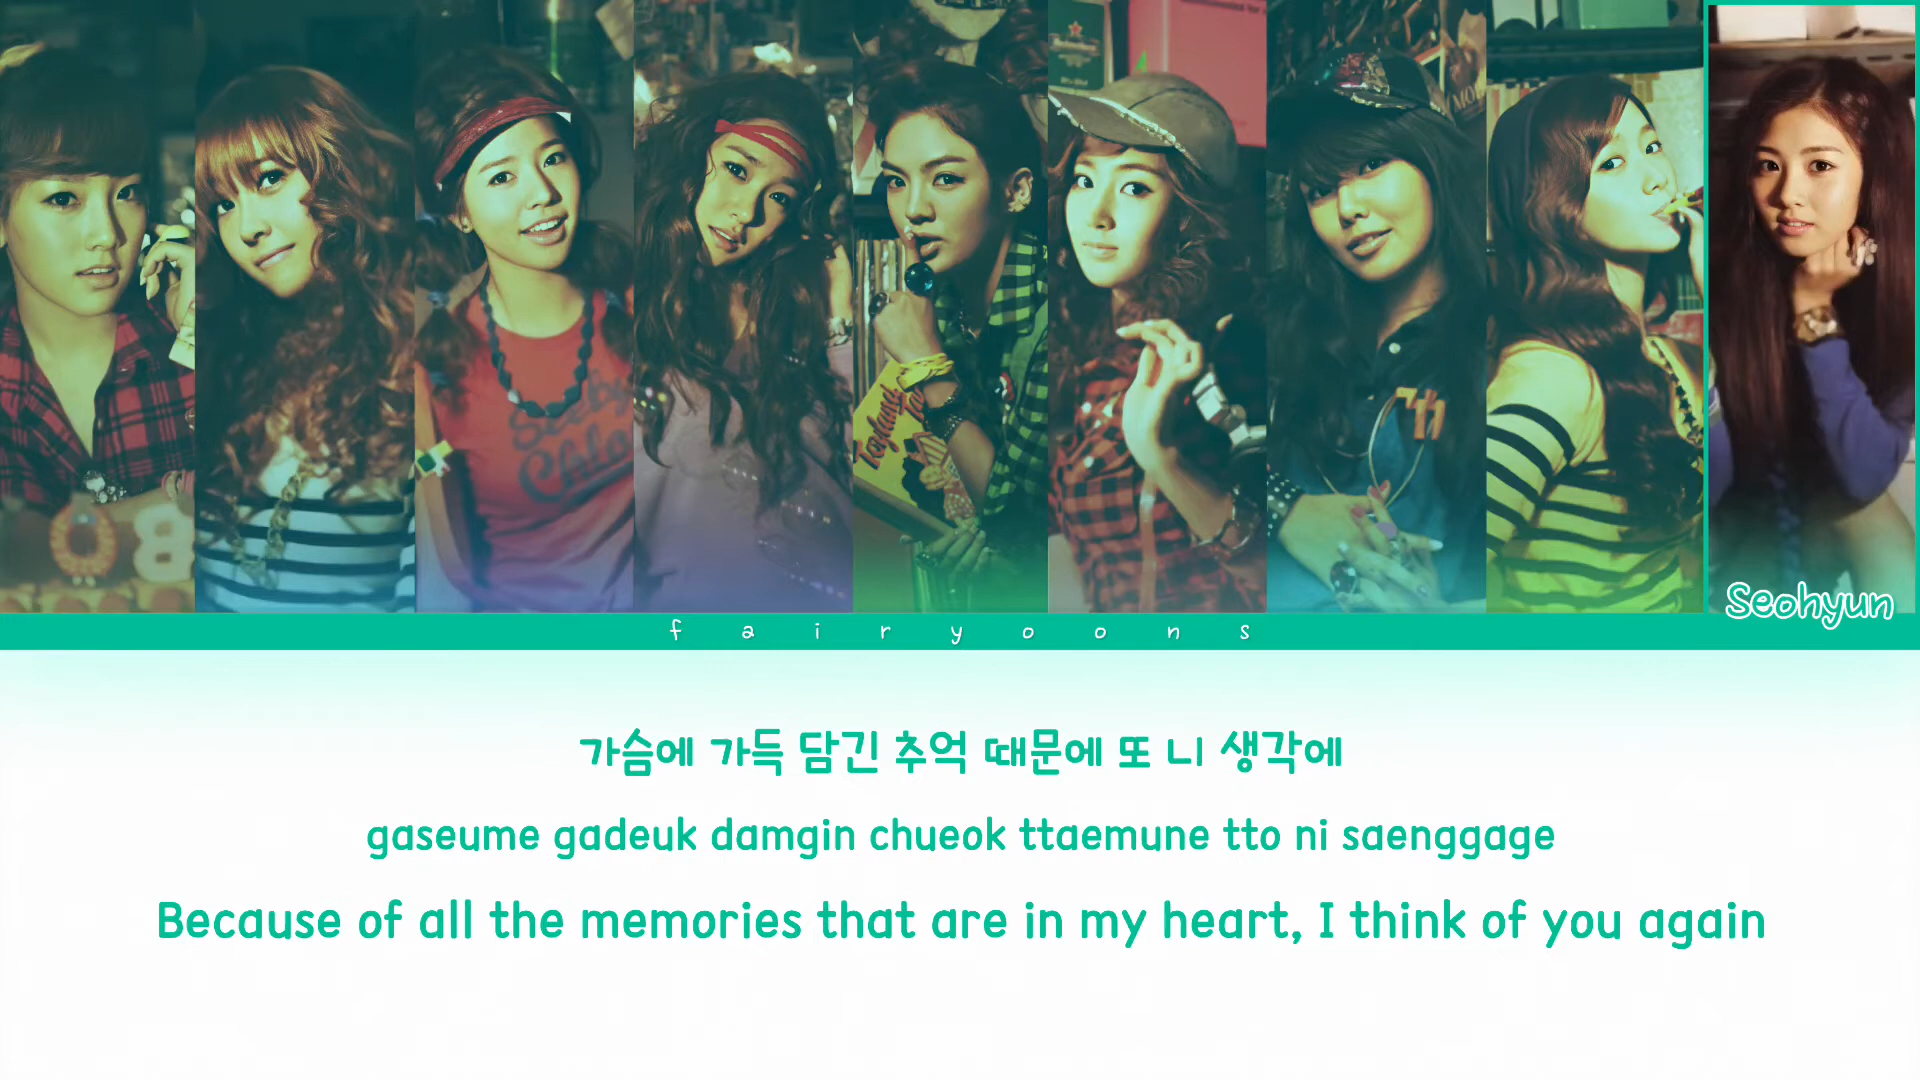 Seohyun
fairyoons
가슴에 가득 담긴 추억 때문에 또 니 생각에
gaseume gadeuk damgin chueok ttaemune tto ni saenggage
Because of all the memories that are in my heart, I think of you again